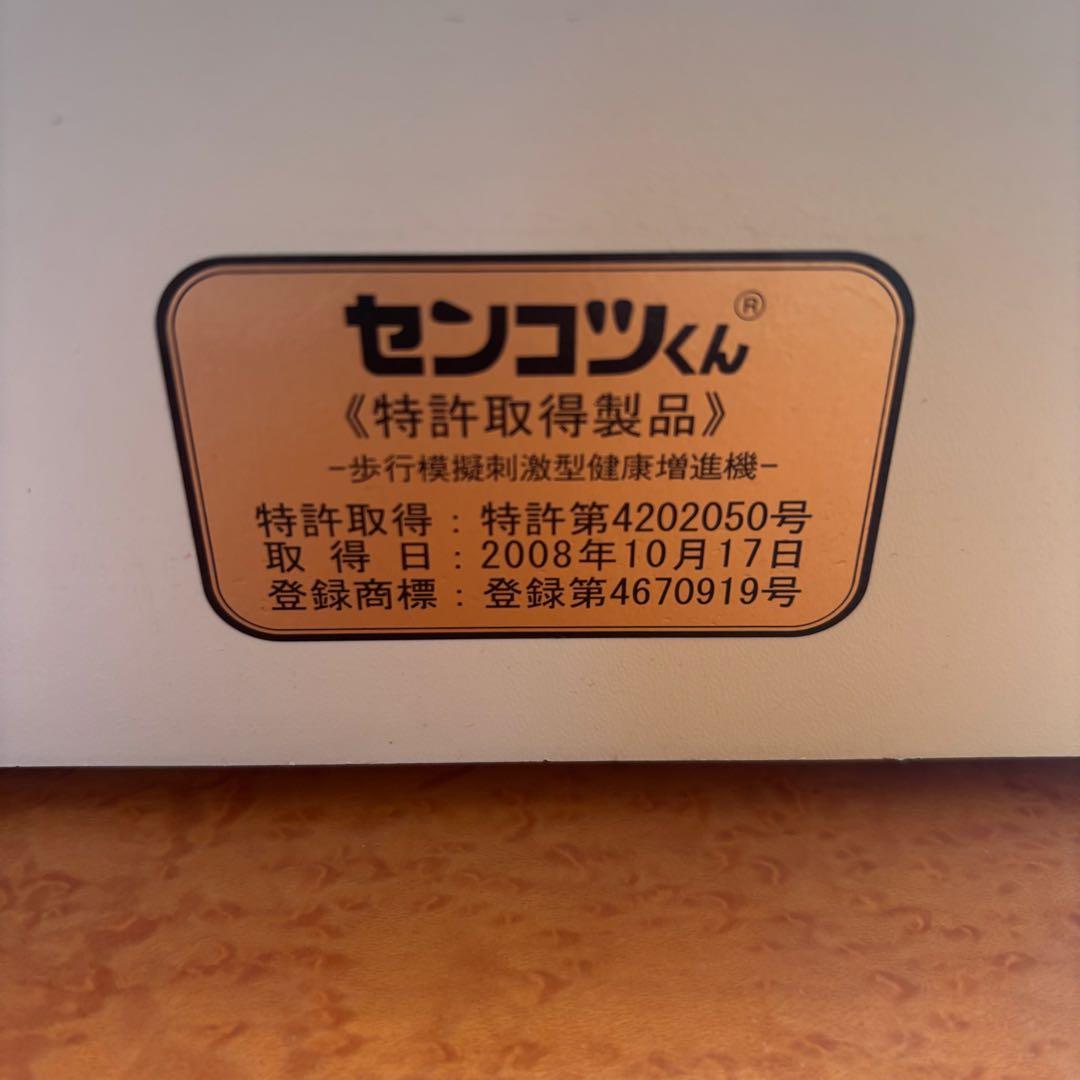 センコツくん®
《特許取得製品》
-歩行模擬刺激型健康増進機-
特許取得：特許第4202050号
取得日：2008年10月17日
登録商標：登録第4670919号